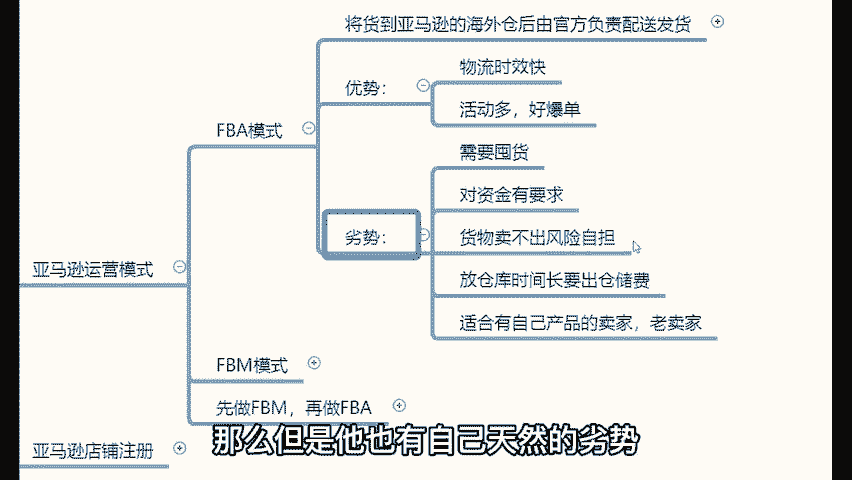 将货到亚马逊的海外仓后由官方负责配送发货
优势：
物流时效快
活动多，好爆单
FBA模式
需要囤货
对资金有要求
劣势：
货物卖不出风险自担
放仓库时间长要出仓储费
适合有自己产品的卖家，老卖家
亚马逊运营模式
FBM模式
先做FBM，再做FBA
亚马逊店铺注册
那么但是他也有自己天然的劣势